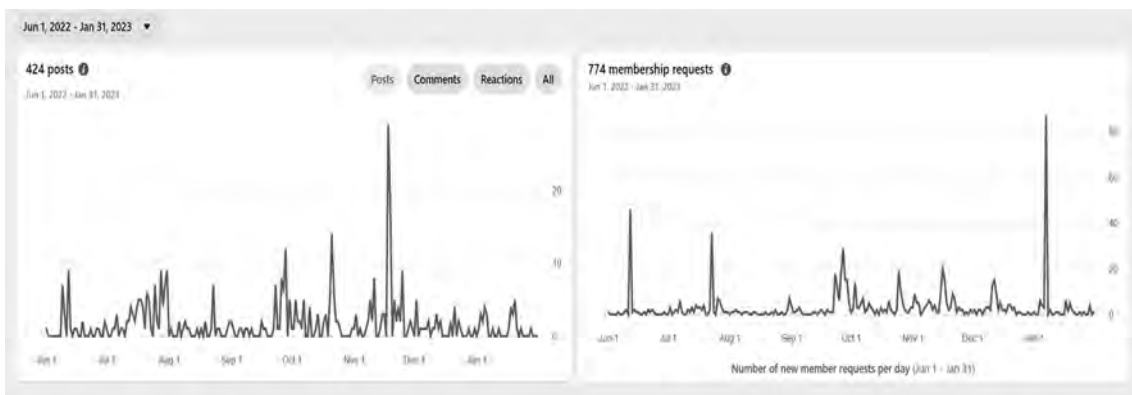 Jun 1, 2022 - Jan 31, 2023
424 posts
Posts Comments Reactions All
Jun 1, 2022 - Jan 31, 2023
20
10
0
Jun 1 Jul 1 Aug 1 Sep 1 Oct 1 Nov 1 Dec 1 Jan 1
774 membership requests
Jun 1, 2022 - Jan 31, 2023
80
60
40
20
0
Jun 1 Jul 1 Aug 1 Sep 1 Oct 1 Nov 1 Dec 1 Jan 1
Number of new member requests per day (Jun 1 - Jan 31)